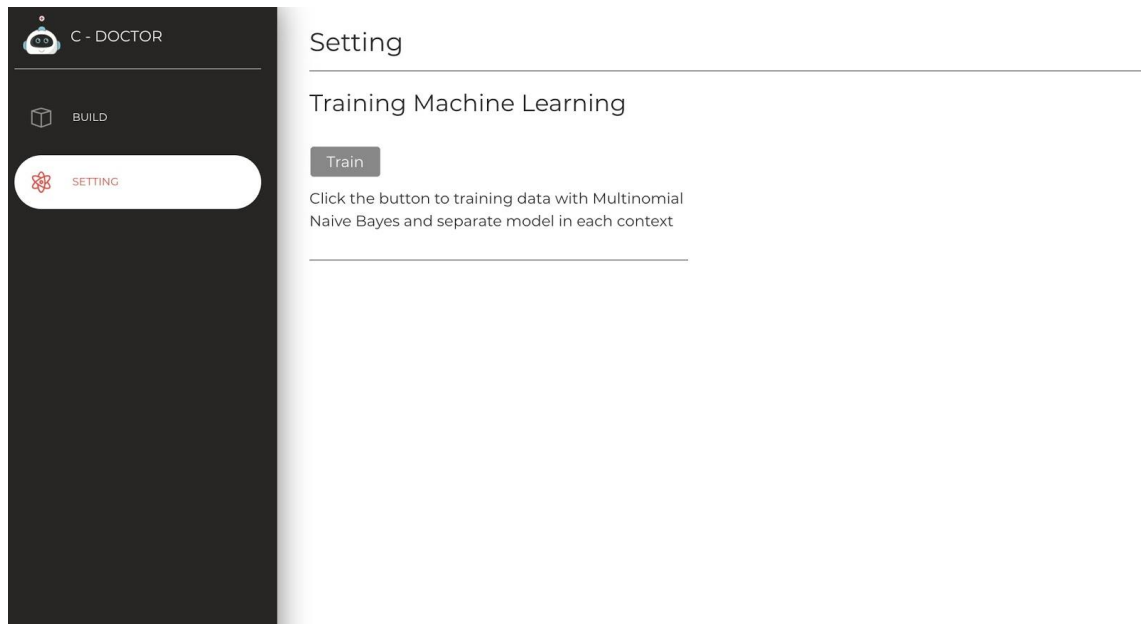 C - DOCTOR
BUILD
SETTING
Setting
Training Machine Learning
Train
Click the button to training data with Multinomial
Naive Bayes and separate model in each context